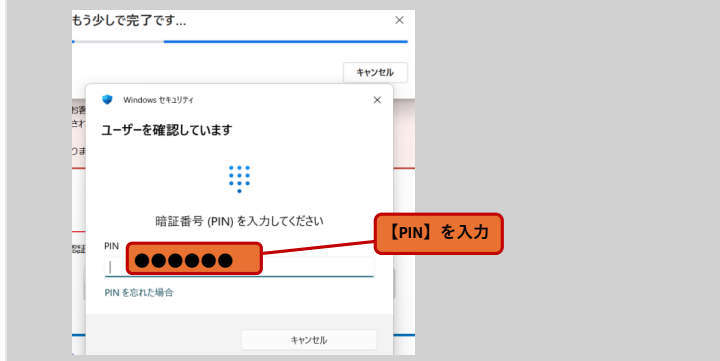 もう少しで完了です...
キャンセル
Windows セキュリティ
ユーザーを確認しています
暗証番号 (PIN) を入力してください
【PIN】を入力
PIN
●●●●●●
PIN を忘れた場合
キャンセル